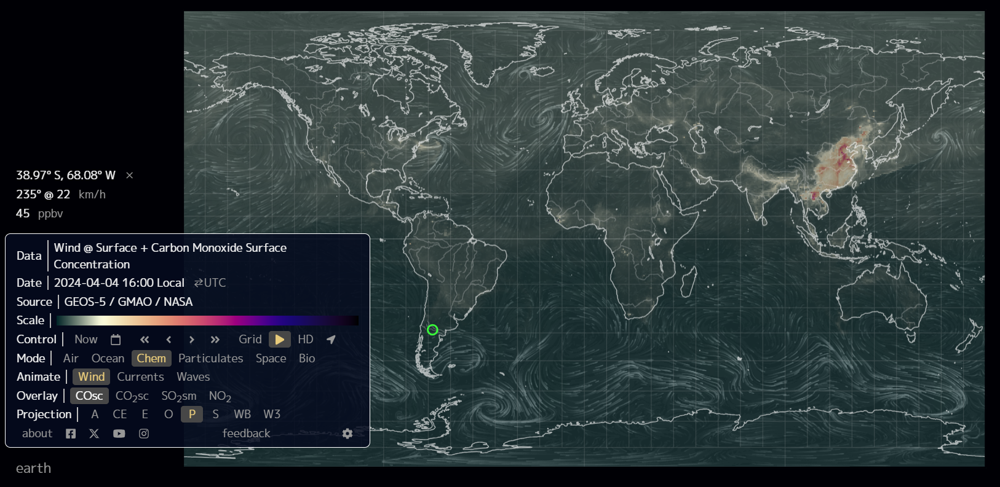 38.97° S, 68.08° W ×
235° @ 22 km/h
45 ppbv
Data | Wind @ Surface + Carbon Monoxide Surface
Concentration
Date | 2024-04-04 16:00 Local ⇄UTC
Source | GEOS-5 / GMAO / NASA
Scale |
Control | Now « ‹ › » Grid HD
Mode | Air Ocean Chem Particulates Space Bio
Animate | Wind Currents Waves
Overlay | COsc CO₂sc SO₂sm NO₂
Projection | A CE E O P S WB W3
about feedback
earth